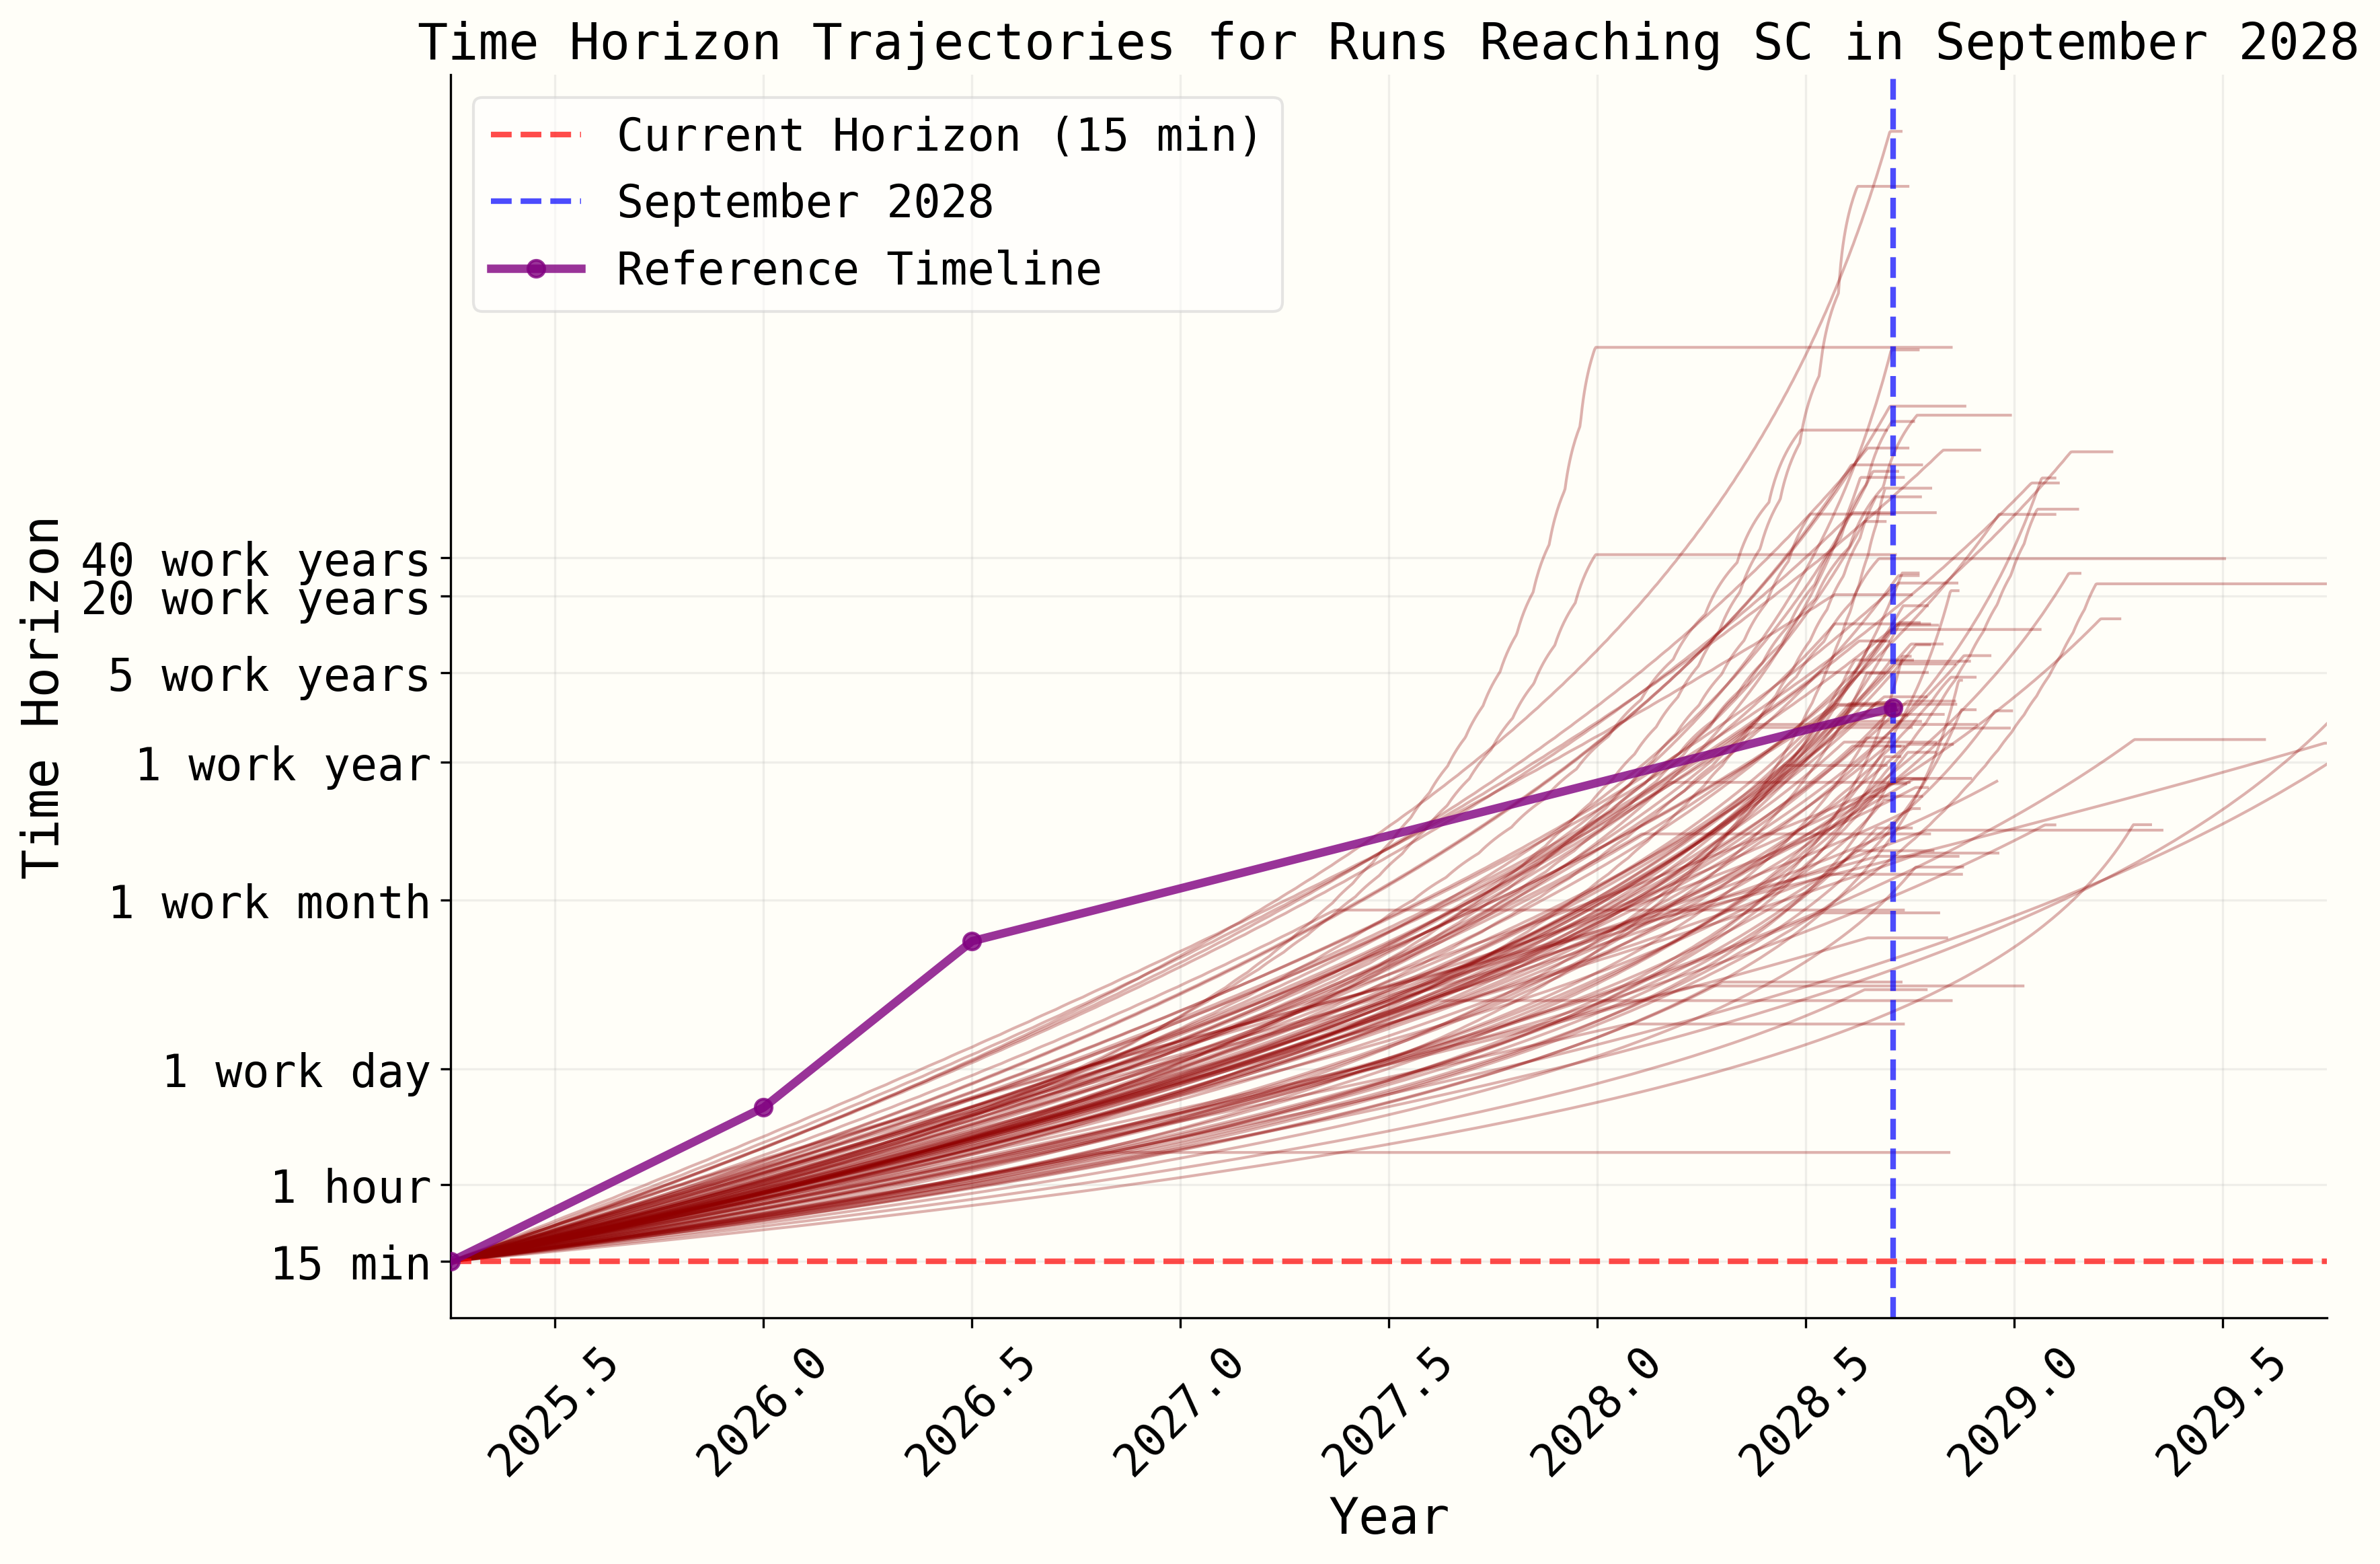 Time Horizon Trajectories for Runs Reaching SC in September 2028
Current Horizon (15 min)
September 2028
Reference Timeline
Time Horizon
40 work years
20 work years
5 work years
1 work year
1 work month
1 work day
1 hour
15 min
2025.5
2026.0
2026.5
2027.0
2027.5
2028.0
2028.5
2029.0
2029.5
Year